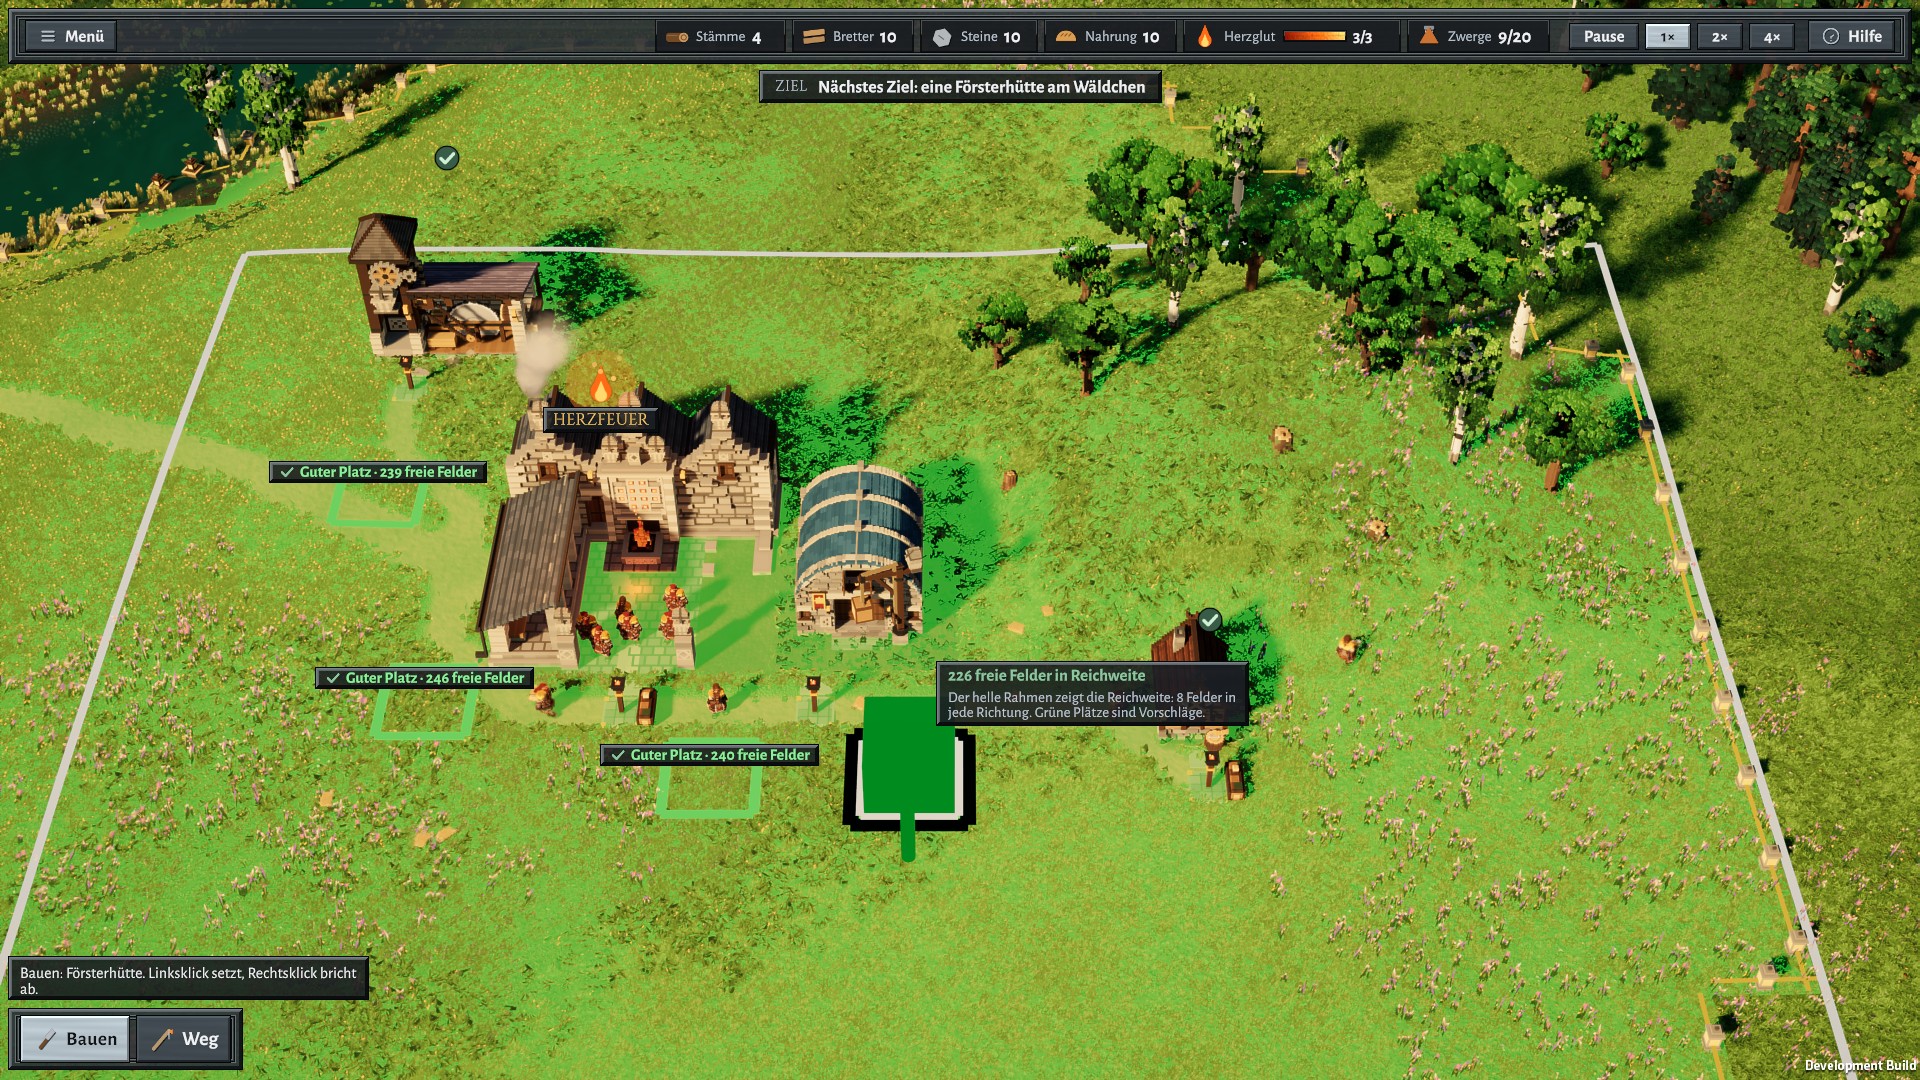 Menü
Stämme 4
Bretter 10
Steine 10
Nahrung 10
Herzglut 3/3
Zwerge 9/20
Pause
1×
2×
4×
Hilfe
ZIEL Nächstes Ziel: eine Försterhütte am Wäldchen
HERZFEUER
Guter Platz · 239 freie Felder
Guter Platz · 246 freie Felder
226 freie Felder in Reichweite
Der helle Rahmen zeigt die Reichweite: 8 Felder in
jede Richtung. Grüne Plätze sind Vorschläge.
Guter Platz · 240 freie Felder
Bauen: Försterhütte. Linksklick setzt, Rechtsklick bricht
ab.
Bauen
Weg
Development Build